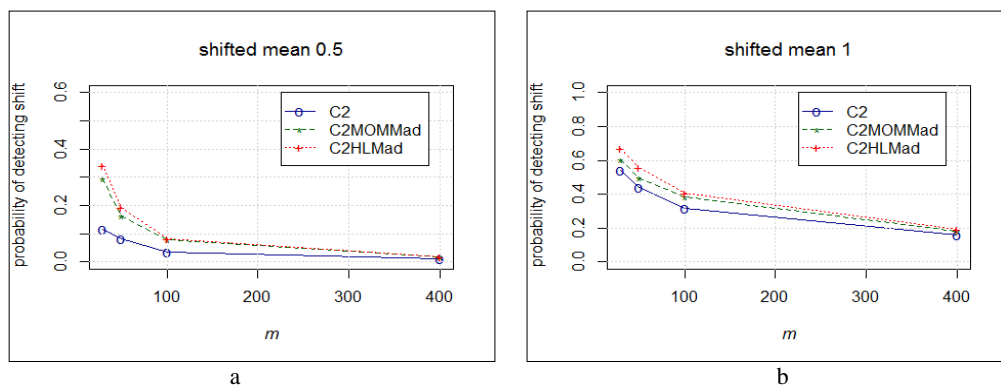 shifted mean 0.5
probability of detecting shift
0.6
0.4
0.2
0.0
C2
C2MOMMad
C2HLMad
100
200
300
400
m
a
shifted mean 1
probability of detecting shift
1.0
0.8
0.6
0.4
0.2
0.0
C2
C2MOMMad
C2HLMad
100
200
300
400
m
b